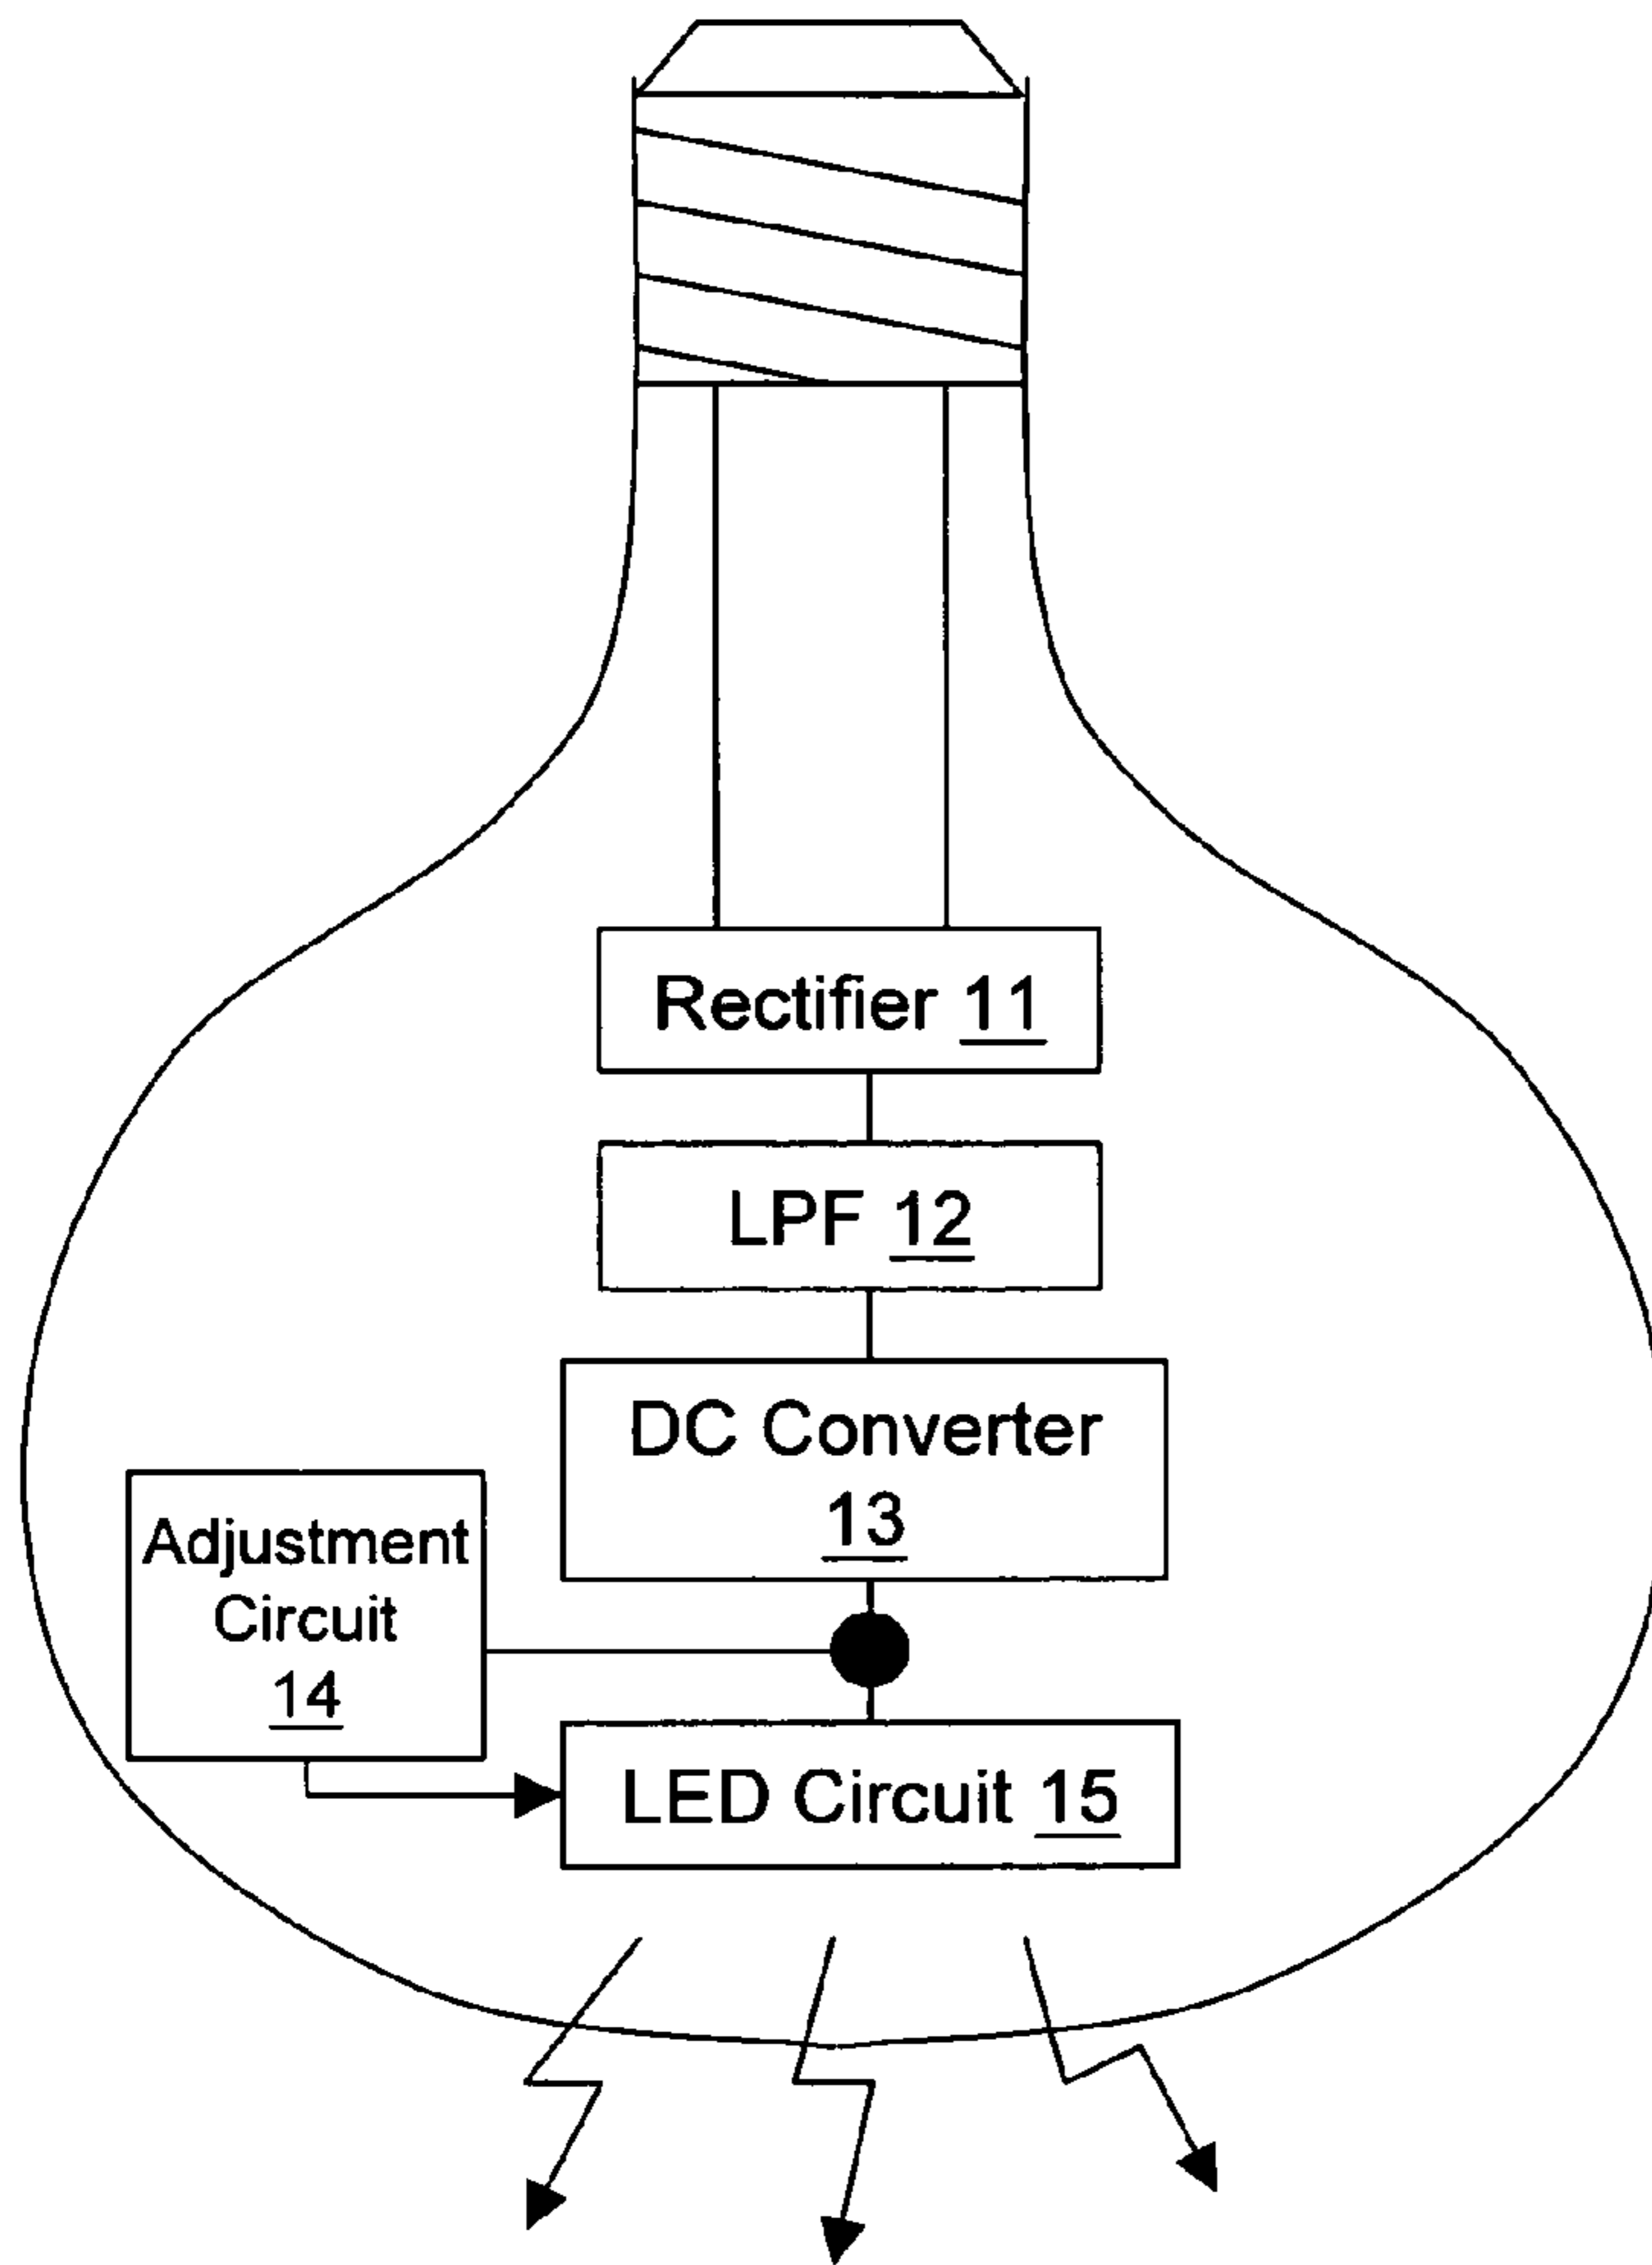 Rectifier 11
LPF 12
DC Converter
13
Adjustment
Circuit
14
LED Circuit 15